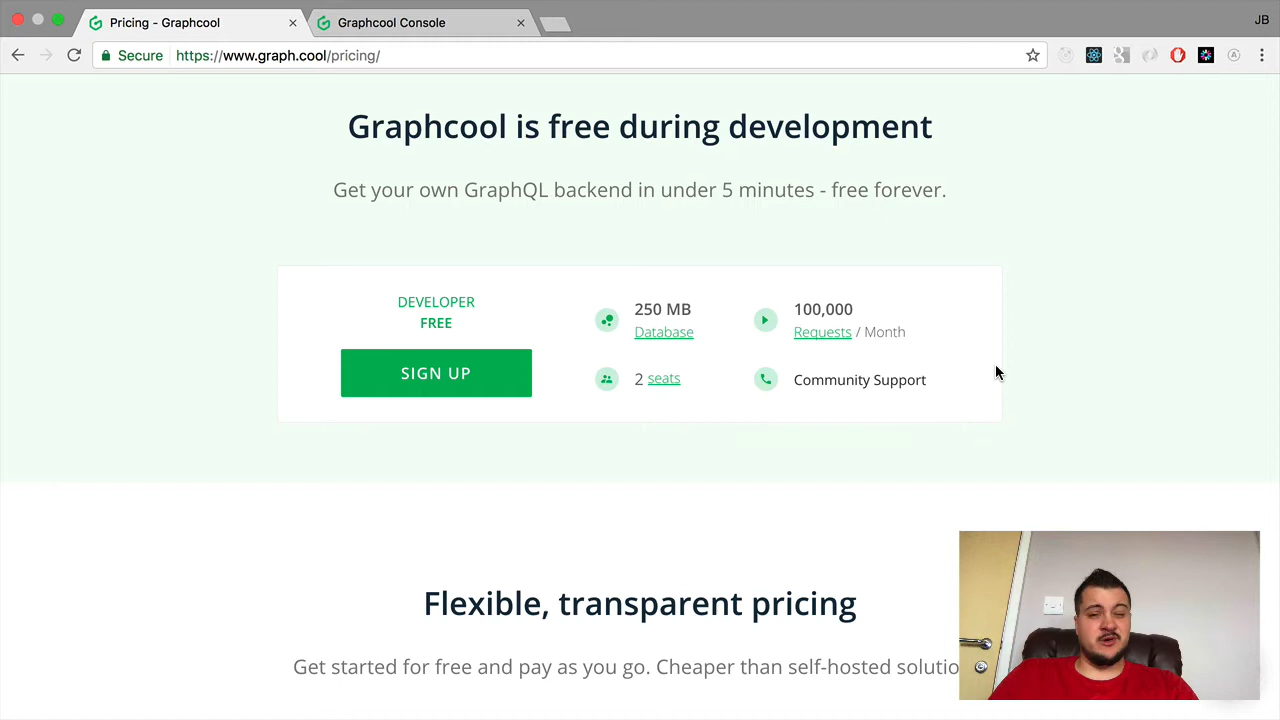 Pricing - Graphcool
Graphcool Console
JB
Secure
https://www.graph.cool/pricing/
Graphcool is free during development
Get your own GraphQL backend in under 5 minutes - free forever.
DEVELOPER
FREE
SIGN UP
250 MB
Database
100,000
Requests / Month
2 seats
Community Support
Flexible, transparent pricing
Get started for free and pay as you go. Cheaper than self-hosted